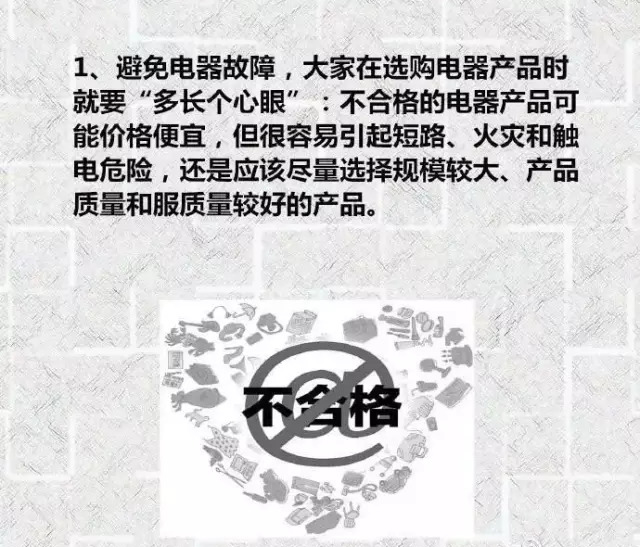 1、避免电器故障，大家在选购电器产品时
就要“多长个心眼”：不合格的电器产品可
能价格便宜，但很容易引起短路、火灾和触
电危险，还是应该尽量选择规模较大、产品
质量和服质量较好的产品。
@
不合格